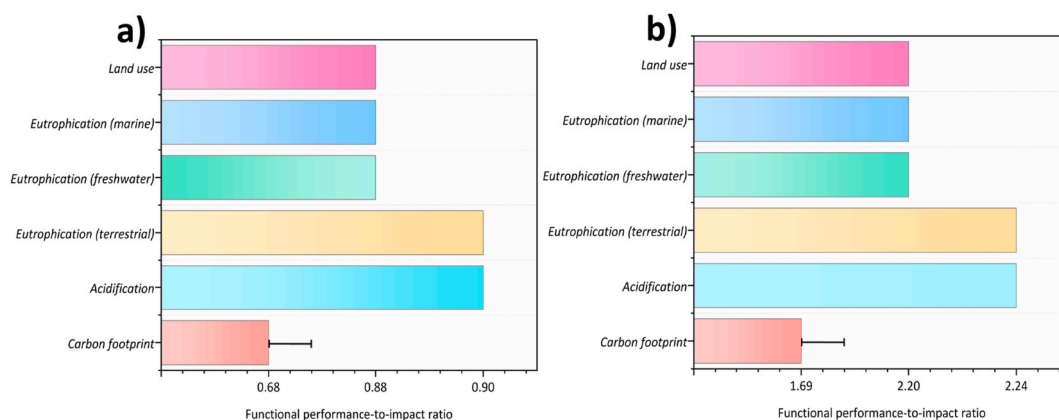 a)
Land use
Eutrophication (marine)
Eutrophication (freshwater)
Eutrophication (terrestrial)
Acidification
Carbon footprint
0.68 0.88 0.90
Functional performance-to-impact ratio
b)
Land use
Eutrophication (marine)
Eutrophication (freshwater)
Eutrophication (terrestrial)
Acidification
Carbon footprint
1.69 2.20 2.24
Functional performance-to-impact ratio